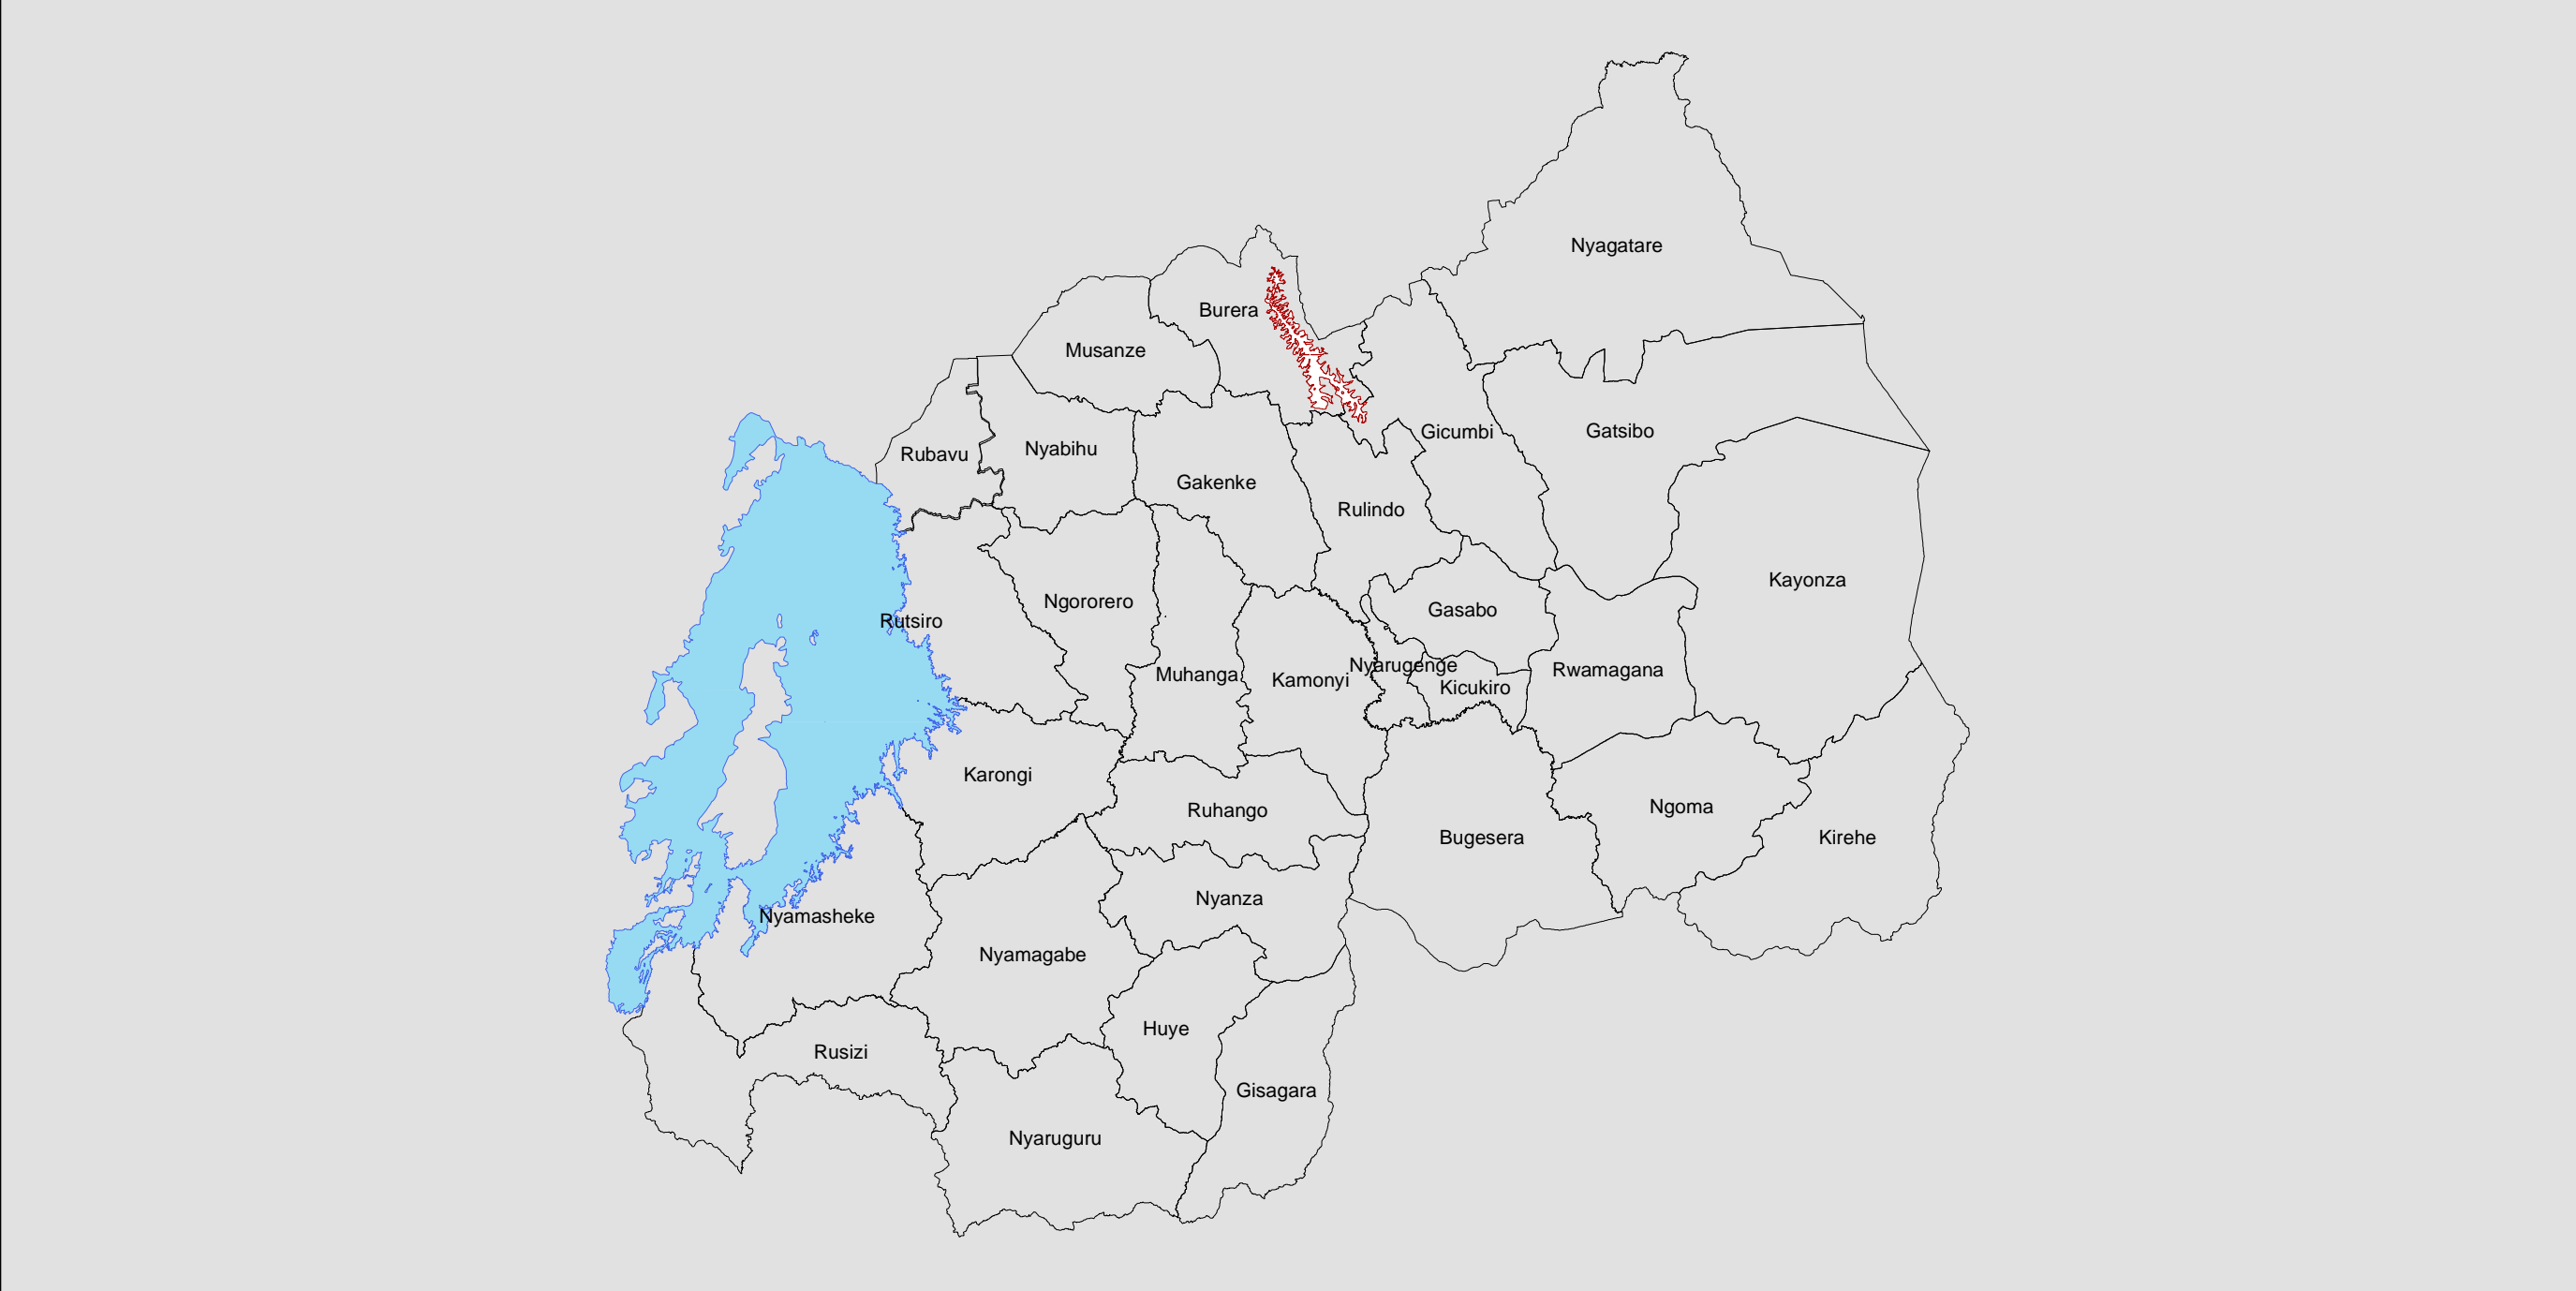 Nyagatare
Burera
Musanze
Gicumbi
Gatsibo
Nyabihu
Rubavu
Gakenke
Rulindo
Kayonza
Ngororero
Gasabo
Rutsiro
Nyarugenge
Rwamagana
Muhanga
Kamonyi
Kicukiro
Karongi
Ngoma
Ruhango
Bugesera
Kirehe
Nyanza
Nyamasheke
Nyamagabe
Huye
Rusizi
Gisagara
Nyaruguru